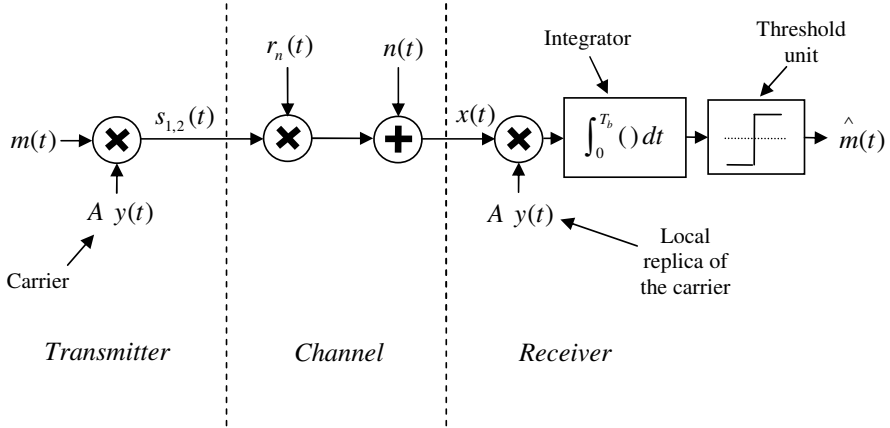 r_n(t)
n(t)
Integrator
Threshold
unit
m(t)
s_{1,2}(t)
x(t)
∫_0^{T_b} () dt
\hat{m}(t)
A y(t)
A y(t)
Carrier
Local
replica of
the carrier
Transmitter
Channel
Receiver